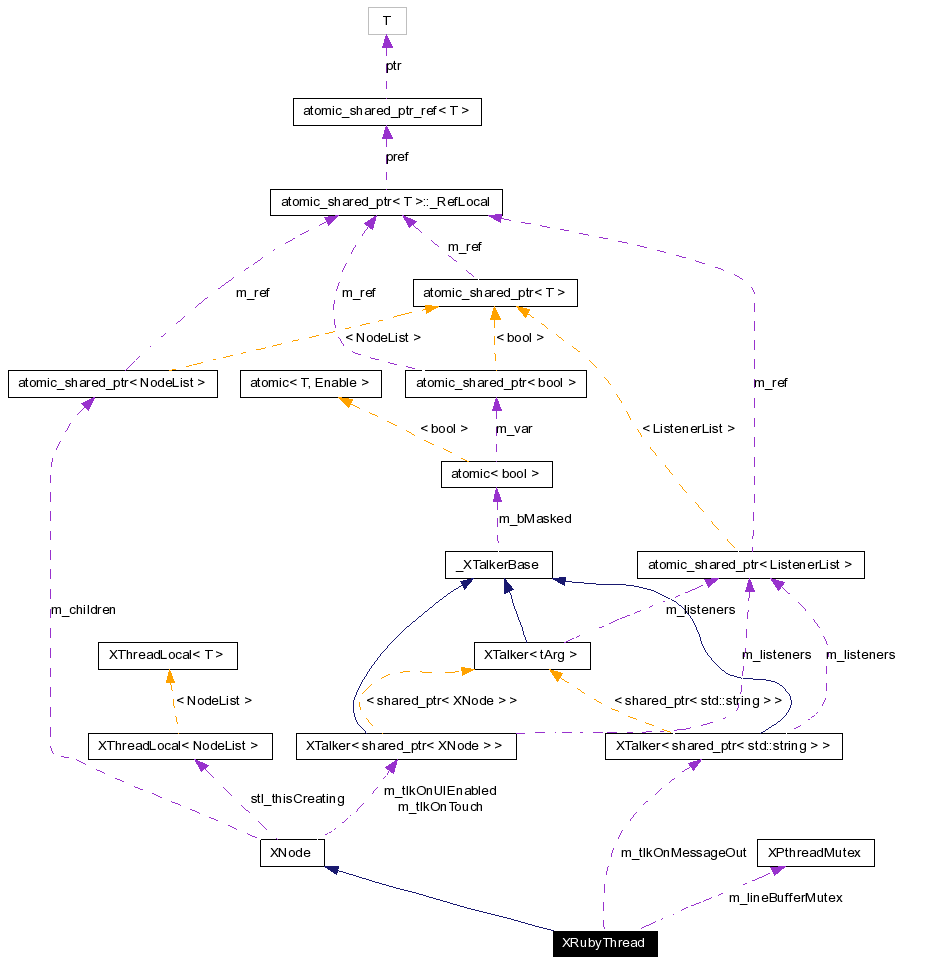 T
ptr
atomic_shared_ptr_ref< T >
pref
atomic_shared_ptr< T >::_RefLocal
m_ref
m_ref
m_ref
atomic_shared_ptr< T >
< NodeList >
< bool >
atomic_shared_ptr< NodeList >
atomic< T, Enable >
atomic_shared_ptr< bool >
m_ref
< bool >
m_var
< ListenerList >
atomic< bool >
m_bMasked
_XTalkerBase
atomic_shared_ptr< ListenerList >
m_children
m_listeners
XThreadLocal< T >
XTalker< tArg >
m_listeners
m_listeners
< NodeList >
< shared_ptr< XNode > >
< shared_ptr< std::string > >
XThreadLocal< NodeList >
XTalker< shared_ptr< XNode > >
XTalker< shared_ptr< std::string > >
stl_thisCreating
m_tlkOnUIEnabled
m_tlkOnTouch
XNode
m_tlkOnMessageOut
XPthreadMutex
m_lineBufferMutex
XRubyThread